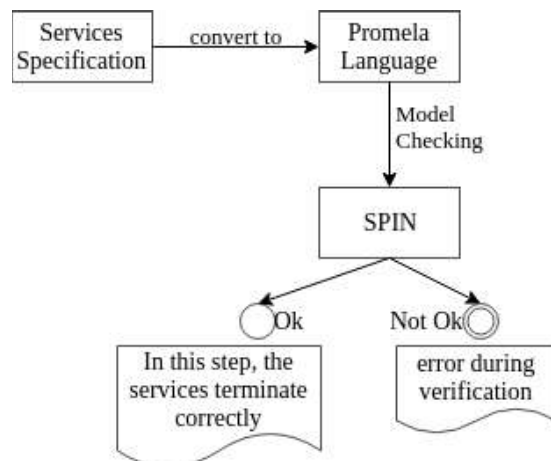 Services
Specification
convert to
Promela
Language
Model
Checking
SPIN
Ok
Not Ok
In this step, the
services terminate
correctly
error during
verification